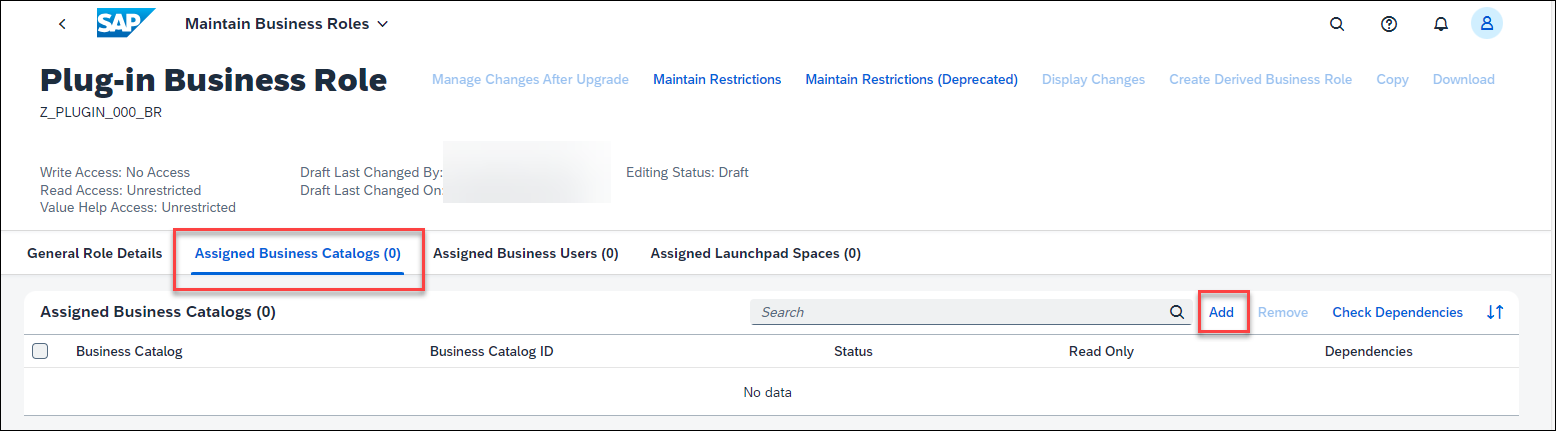 SAP Maintain Business Roles
Plug-in Business Role Manage Changes After Upgrade Maintain Restrictions Maintain Restrictions (Deprecated) Display Changes Create Derived Business Role Copy Download
Z_PLUGIN_000_BR
Write Access: No Access Draft Last Changed By: Editing Status: Draft
Read Access: Unrestricted Draft Last Changed On:
Value Help Access: Unrestricted
General Role Details Assigned Business Catalogs (0) Assigned Business Users (0) Assigned Launchpad Spaces (0)
Assigned Business Catalogs (0) Search Add Remove Check Dependencies
Business Catalog Business Catalog ID Status Read Only Dependencies
No data